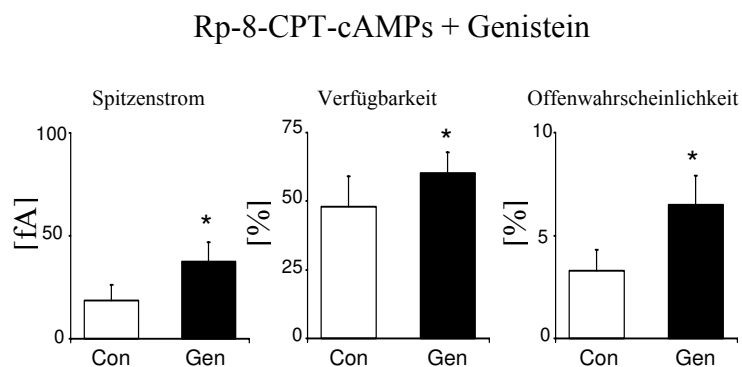 Rp-8-CPT-cAMPs + Genistein
Spitzenstrom
100
50
0
[fA]
*
Con Gen
Verfügbarkeit
75
50
25
0
[%]
*
Con Gen
Offenwahrscheinlichkeit
10
5
0
[%]
*
Con Gen